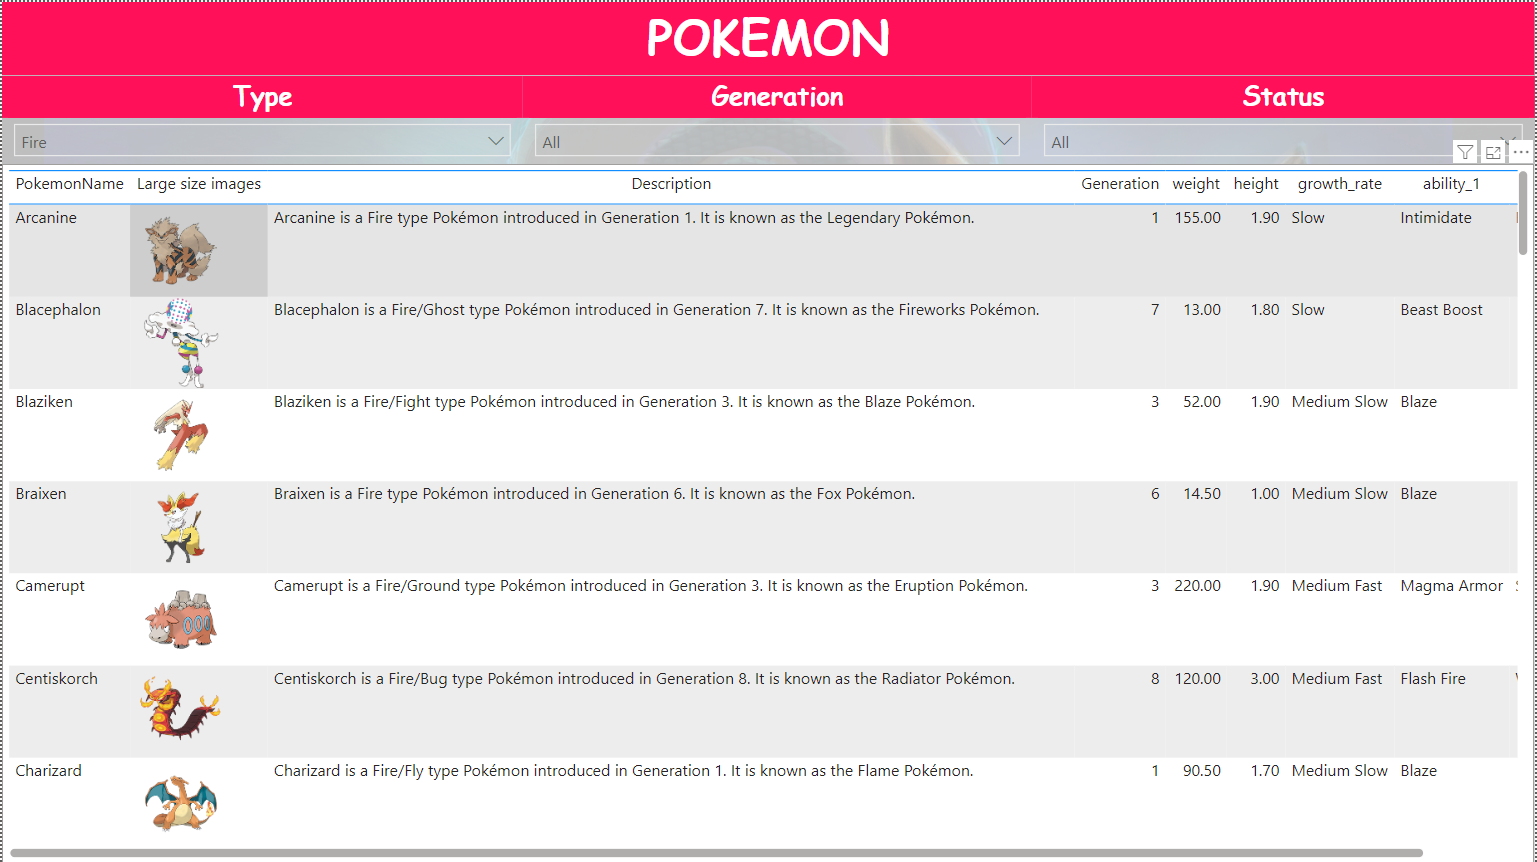 POKEMON
Type Generation Status
Fire All All
PokemonName Large size images Description Generation weight height growth_rate ability_1
Arcanine Arcanine is a Fire type Pokémon introduced in Generation 1. It is known as the Legendary Pokémon. 1 155.00 1.90 Slow Intimidate
Blacephalon Blacephalon is a Fire/Ghost type Pokémon introduced in Generation 7. It is known as the Fireworks Pokémon. 7 13.00 1.80 Slow Beast Boost
Blaziken Blaziken is a Fire/Fight type Pokémon introduced in Generation 3. It is known as the Blaze Pokémon. 3 52.00 1.90 Medium Slow Blaze
Braixen Braixen is a Fire type Pokémon introduced in Generation 6. It is known as the Fox Pokémon. 6 14.50 1.00 Medium Slow Blaze
Camerupt Camerupt is a Fire/Ground type Pokémon introduced in Generation 3. It is known as the Eruption Pokémon. 3 220.00 1.90 Medium Fast Magma Armor
Centiskorch Centiskorch is a Fire/Bug type Pokémon introduced in Generation 8. It is known as the Radiator Pokémon. 8 120.00 3.00 Medium Fast Flash Fire
Charizard Charizard is a Fire/Fly type Pokémon introduced in Generation 1. It is known as the Flame Pokémon. 1 90.50 1.70 Medium Slow Blaze